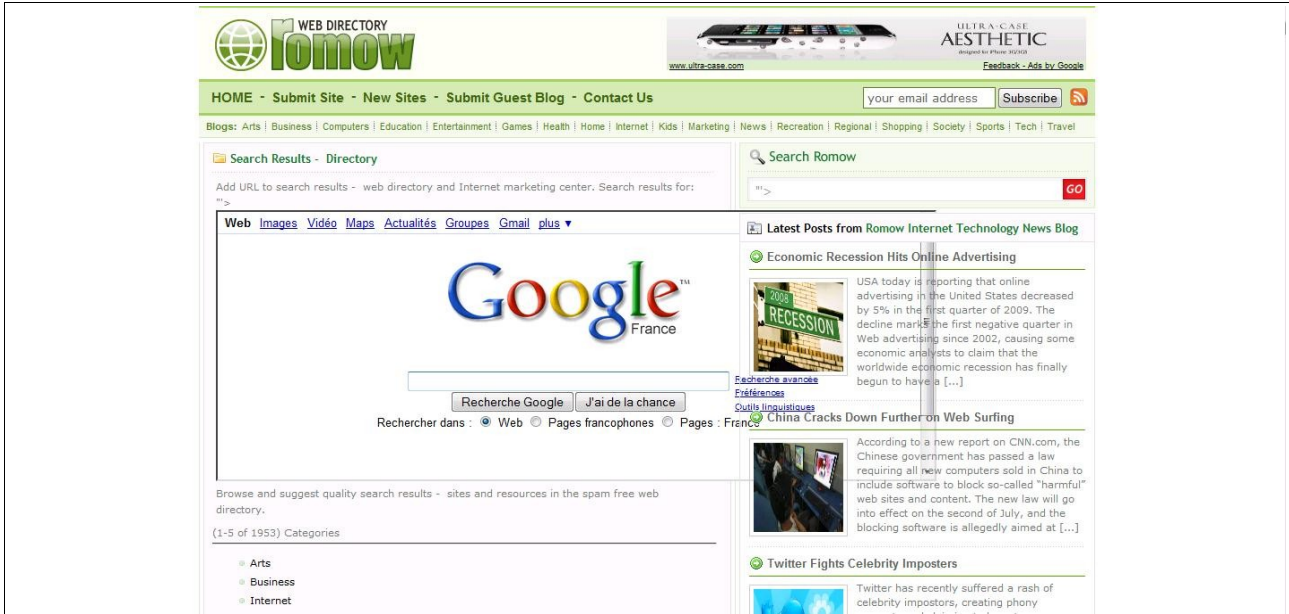 WEB DIRECTORY
romow
ULTRA-CASE
AESTHETIC
designed for iPhone 3G/3GS
www.ultra-case.com
Feedback - Ads by Google
HOME - Submit Site - New Sites - Submit Guest Blog - Contact Us
your email address Subscribe
Blogs: Arts | Business | Computers | Education | Entertainment | Games | Health | Home | Internet | Kids | Marketing | News | Recreation | Regional | Shopping | Society | Sports | Tech | Travel
Search Results - Directory
Add URL to search results - web directory and Internet marketing center. Search results for:
"'>
Web Images Vidéo Maps Actualités Groupes Gmail plus ▼
Google™
France
Recherche avancée
Préférences
Outils linguistiques
Recherche Google J'ai de la chance
Rechercher dans : Web Pages francophones Pages : France
Browse and suggest quality search results - sites and resources in the spam free web
directory.
(1-5 of 1953) Categories
Arts
Business
Internet
Search Romow
"'> GO
Latest Posts from Romow Internet Technology News Blog
Economic Recession Hits Online Advertising
2008
RECESSION
USA today is reporting that online
advertising in the United States decreased
by 5% in the first quarter of 2009. The
decline marks the first negative quarter in
Web advertising since 2002, causing some
economic analysts to claim that the
worldwide economic recession has finally
begun to have a [...]
China Cracks Down Further on Web Surfing
According to a new report on CNN.com, the
Chinese government has passed a law
requiring all new computers sold in China to
include software to block so-called "harmful"
web sites and content. The new law will go
into effect on the second of July, and the
blocking software is allegedly aimed at [...]
Twitter Fights Celebrity Imposters
Twitter has recently suffered a rash of
celebrity impostors, creating phony